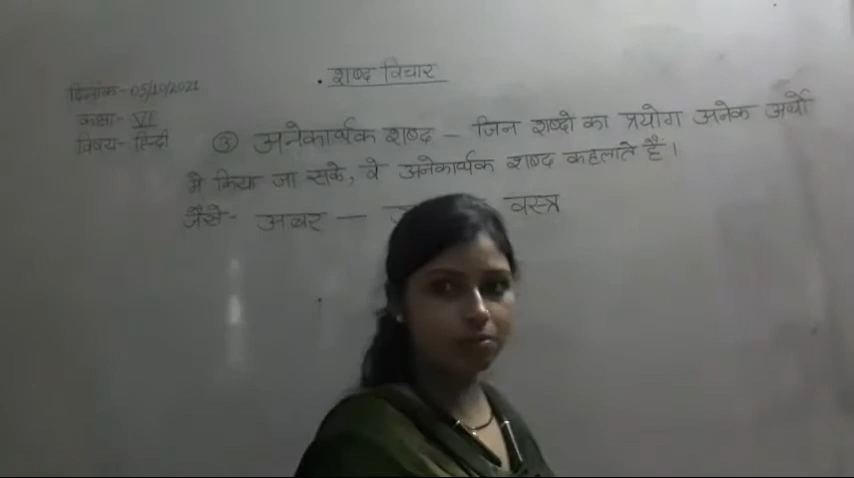 शब्द विचार
दिनांक-05/10/2021
कक्षा- VI
विषय- हिन्दी
③ अनेकार्थक शब्द – जिन शब्दो का प्रयोग अनेक अर्थो
मे किया जा सके, वे अनेकार्थक शब्द कहलाते हैं।
जैसे- अम्बर – वस्त्र